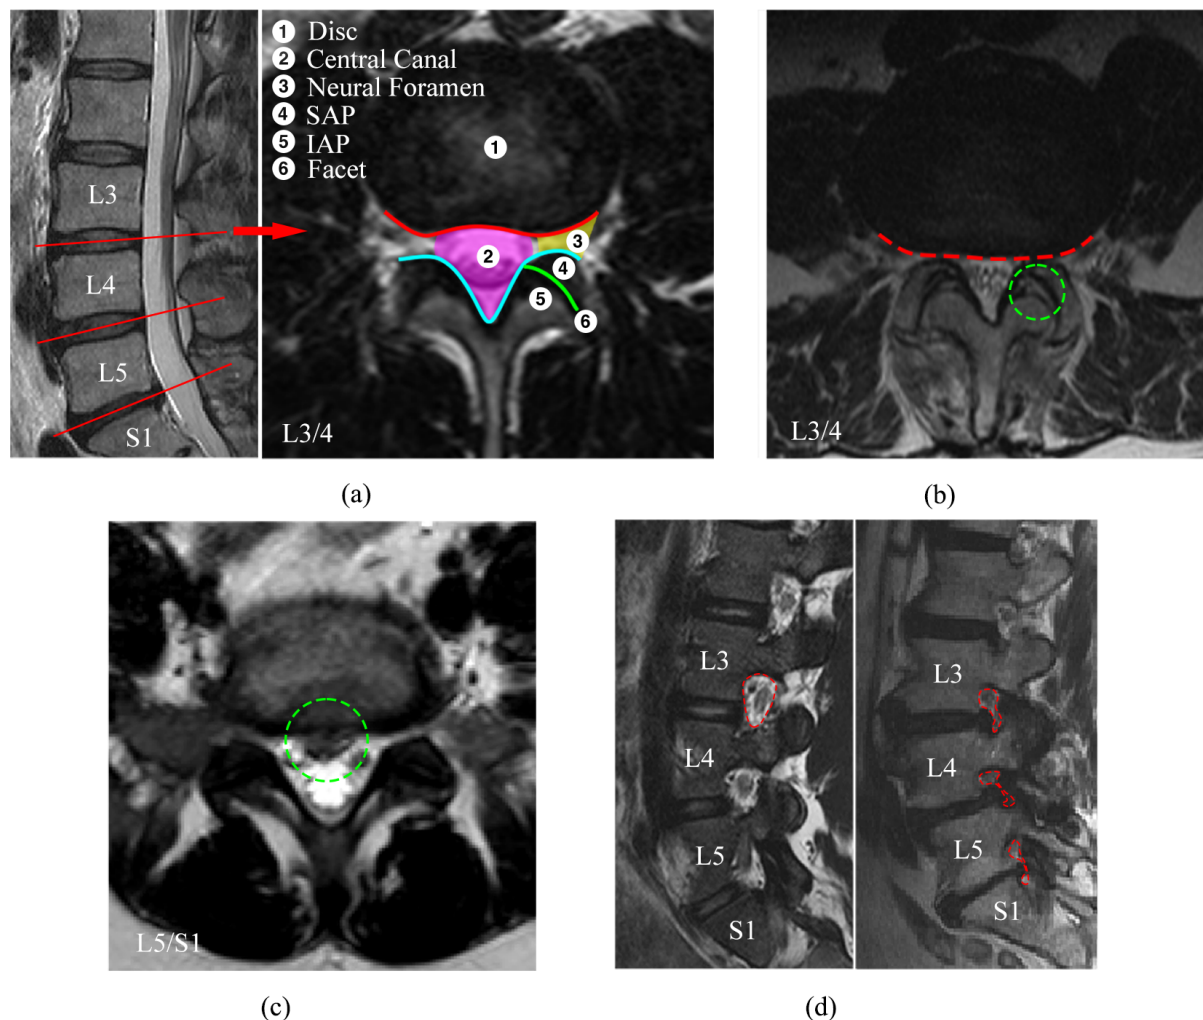 1 Disc
2 Central Canal
3 Neural Foramen
4 SAP
5 IAP
6 Facet
L3
L4
L5
S1
1
2
3
4
5
6
L3/4
L3/4
(a)
(b)
L3
L4
L5
S1
L3
L4
L5
S1
L5/S1
(c)
(d)